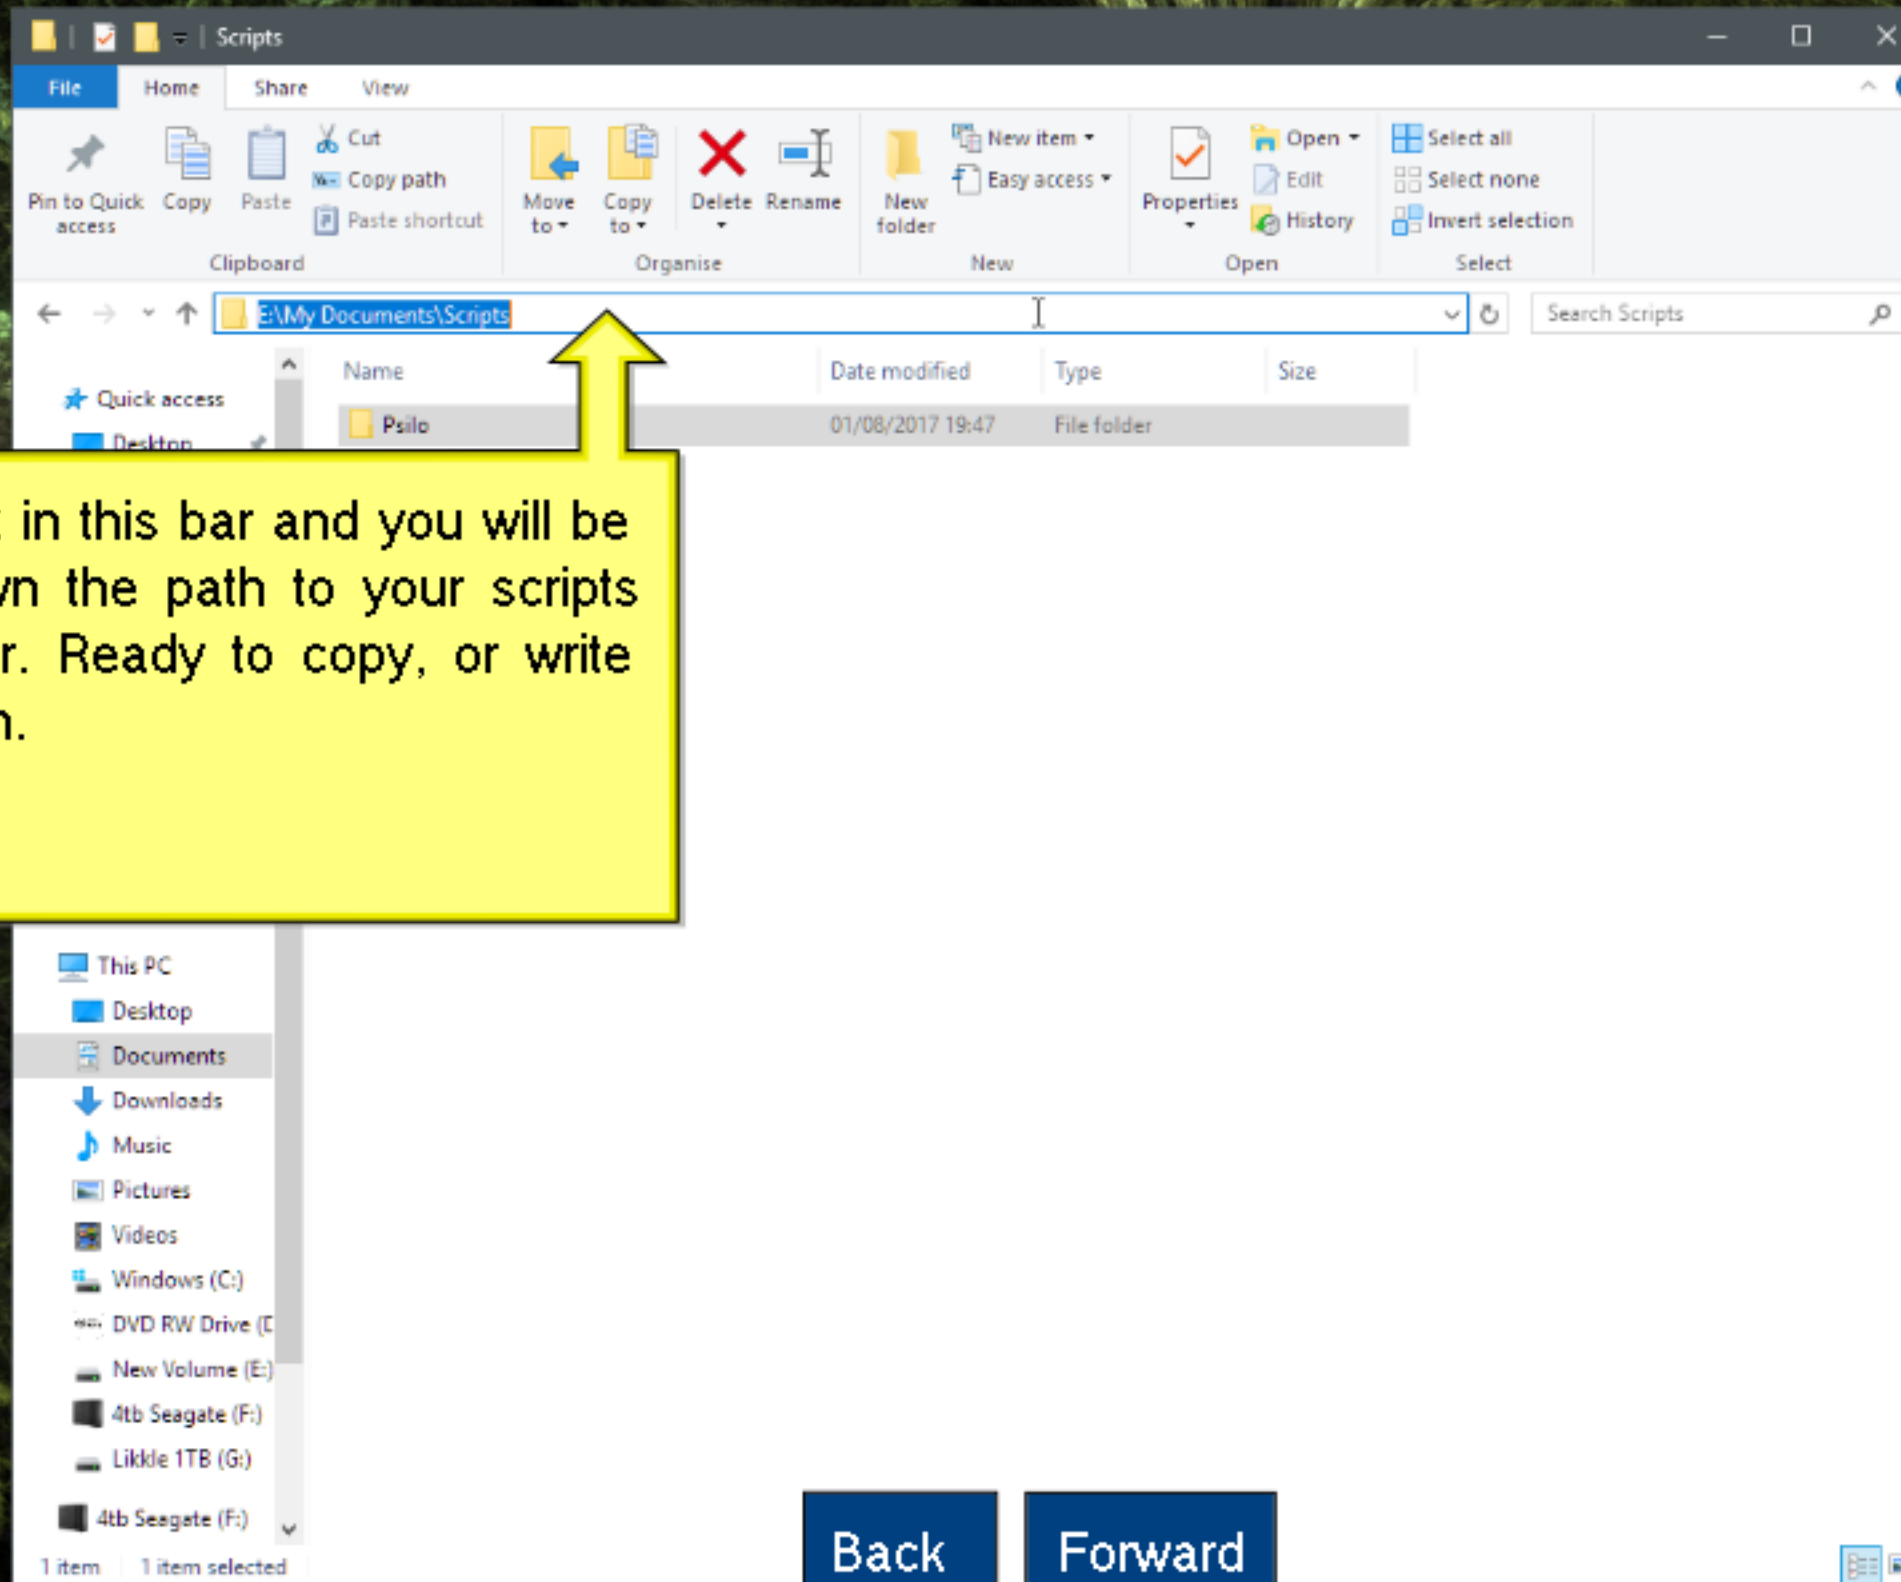 Scripts
File Home Share View
Pin to Quick access
Copy
Paste
Cut
Copy path
Paste shortcut
Clipboard
Move to
Copy to
Delete
Rename
Organise
New folder
New item
Easy access
New
Properties
Open
Edit
History
Open
Select all
Select none
Invert selection
Select
E:\My Documents\Scripts
Search Scripts
Name Date modified Type Size
Psilo 01/08/2017 19:47 File folder
Quick access
Desktop
in this bar and you will be
the path to your scripts
Ready to copy, or write
This PC
Desktop
Documents
Downloads
Music
Pictures
Videos
Windows (C:)
DVD RW Drive
New Volume (E:)
4tb Seagate (F:)
Likkle 1TB (G:)
4tb Seagate (F:)
1 item 1 item selected
Back Forward